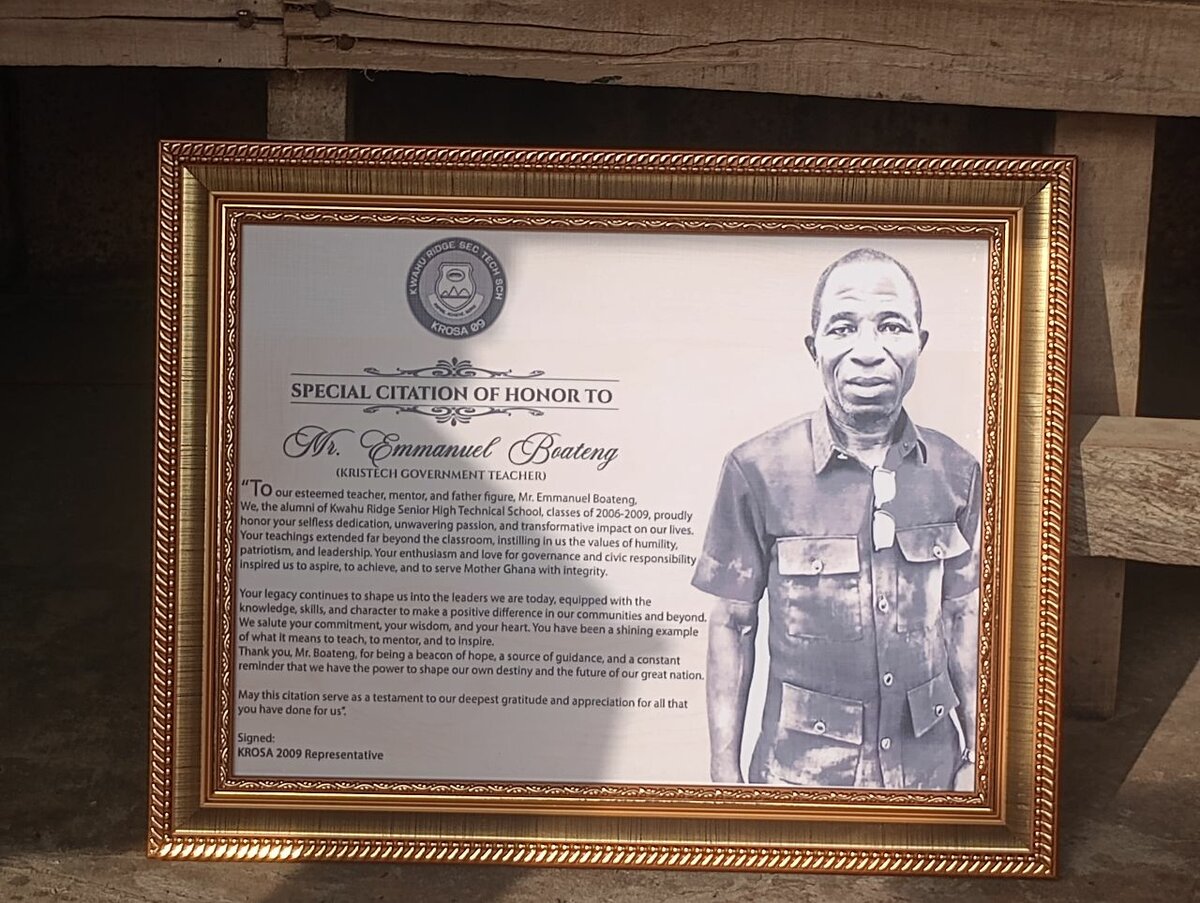 KWAHU RIDGE SEC TECH SCH
KROSA 09
SPECIAL CITATION OF HONOR TO
Mr. Emmanuel Boateng
(KRISTECH GOVERNMENT TEACHER)
“To our esteemed teacher, mentor, and father figure, Mr. Emmanuel Boateng,
We, the alumni of Kwahu Ridge Senior High Technical School, classes of 2006-2009, proudly
honor your selfless dedication, unwavering passion, and transformative impact on our lives.
Your teachings extended far beyond the classroom, instilling in us the values of humility,
patriotism, and leadership. Your enthusiasm and love for governance and civic responsibility
inspired us to aspire, to achieve, and to serve Mother Ghana with integrity.
Your legacy continues to shape us into the leaders we are today, equipped with the
knowledge, skills, and character to make a positive difference in our communities and beyond.
We salute your commitment, your wisdom, and your heart. You have been a shining example
of what it means to teach, to mentor, and to inspire.
Thank you, Mr. Boateng, for being a beacon of hope, a source of guidance, and a constant
reminder that we have the power to shape our own destiny and the future of our great nation.
May this citation serve as a testament to our deepest gratitude and appreciation for all that
you have done for us”.
Signed:
KROSA 2009 Representative